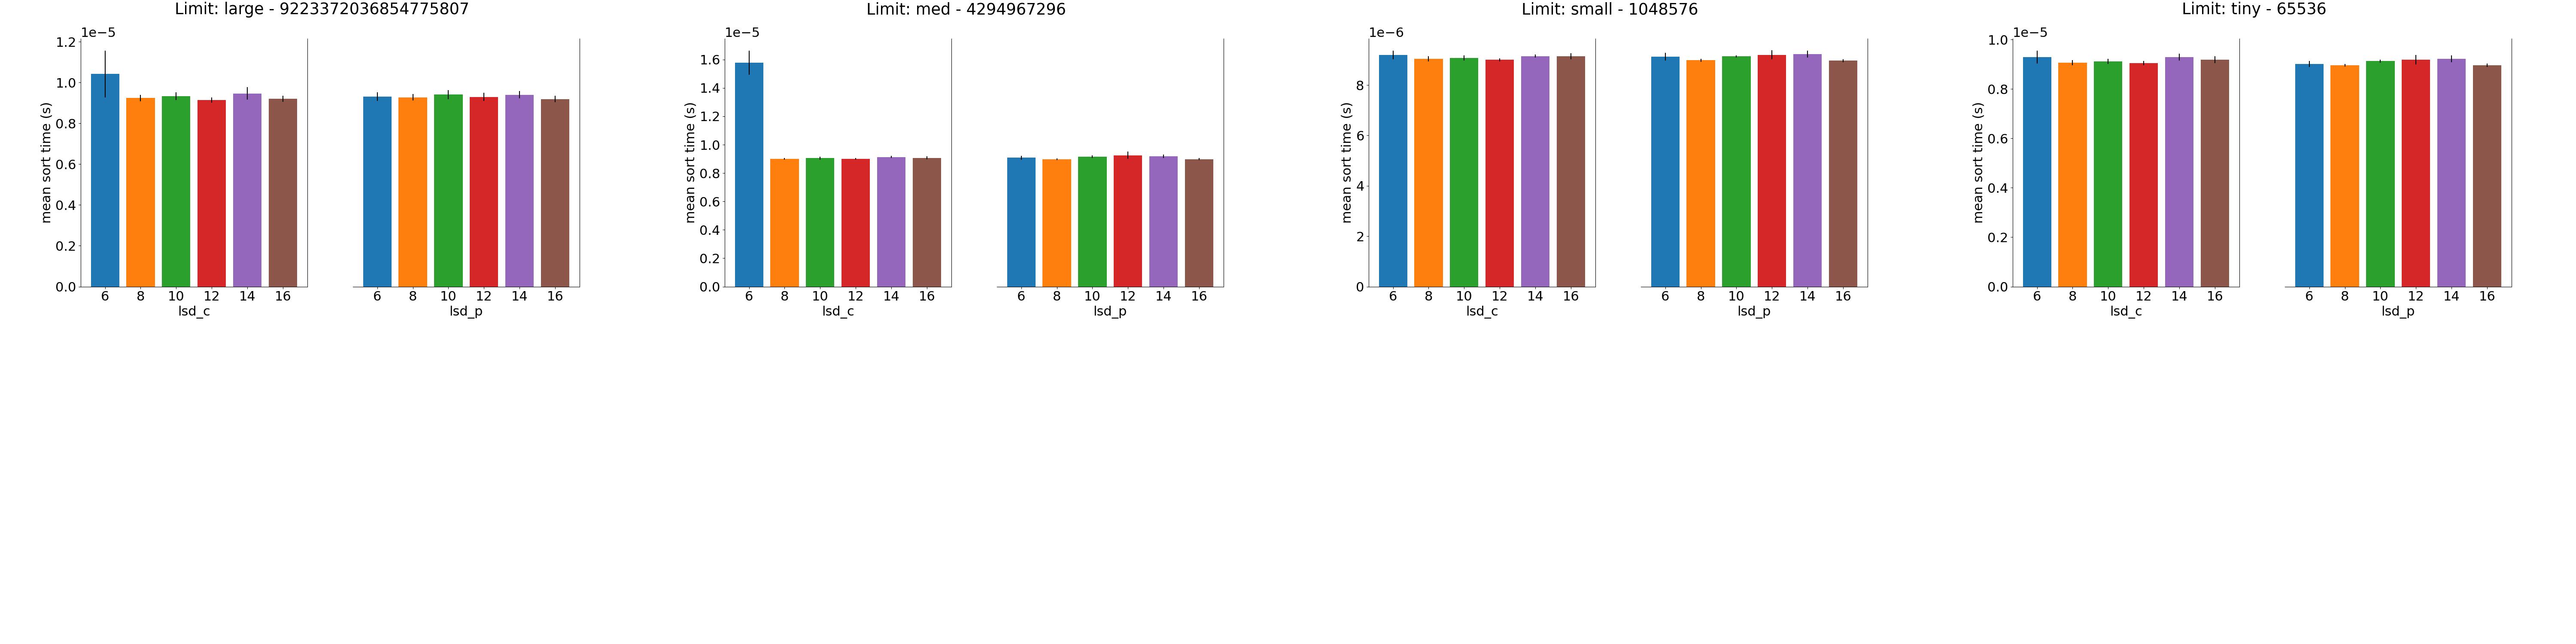 Limit: large - 9223372036854775807
1e−5
1.2
1.0
0.8
0.6
0.4
0.2
0.0
mean sort time (s)
6 8 10 12 14 16
lsd_c
6 8 10 12 14 16
lsd_p
Limit: med - 4294967296
1e−5
1.6
1.4
1.2
1.0
0.8
0.6
0.4
0.2
0.0
mean sort time (s)
6 8 10 12 14 16
lsd_c
6 8 10 12 14 16
lsd_p
Limit: small - 1048576
1e−6
8
6
4
2
0
mean sort time (s)
6 8 10 12 14 16
lsd_c
6 8 10 12 14 16
lsd_p
Limit: tiny - 65536
1e−5
1.0
0.8
0.6
0.4
0.2
0.0
mean sort time (s)
6 8 10 12 14 16
lsd_c
6 8 10 12 14 16
lsd_p